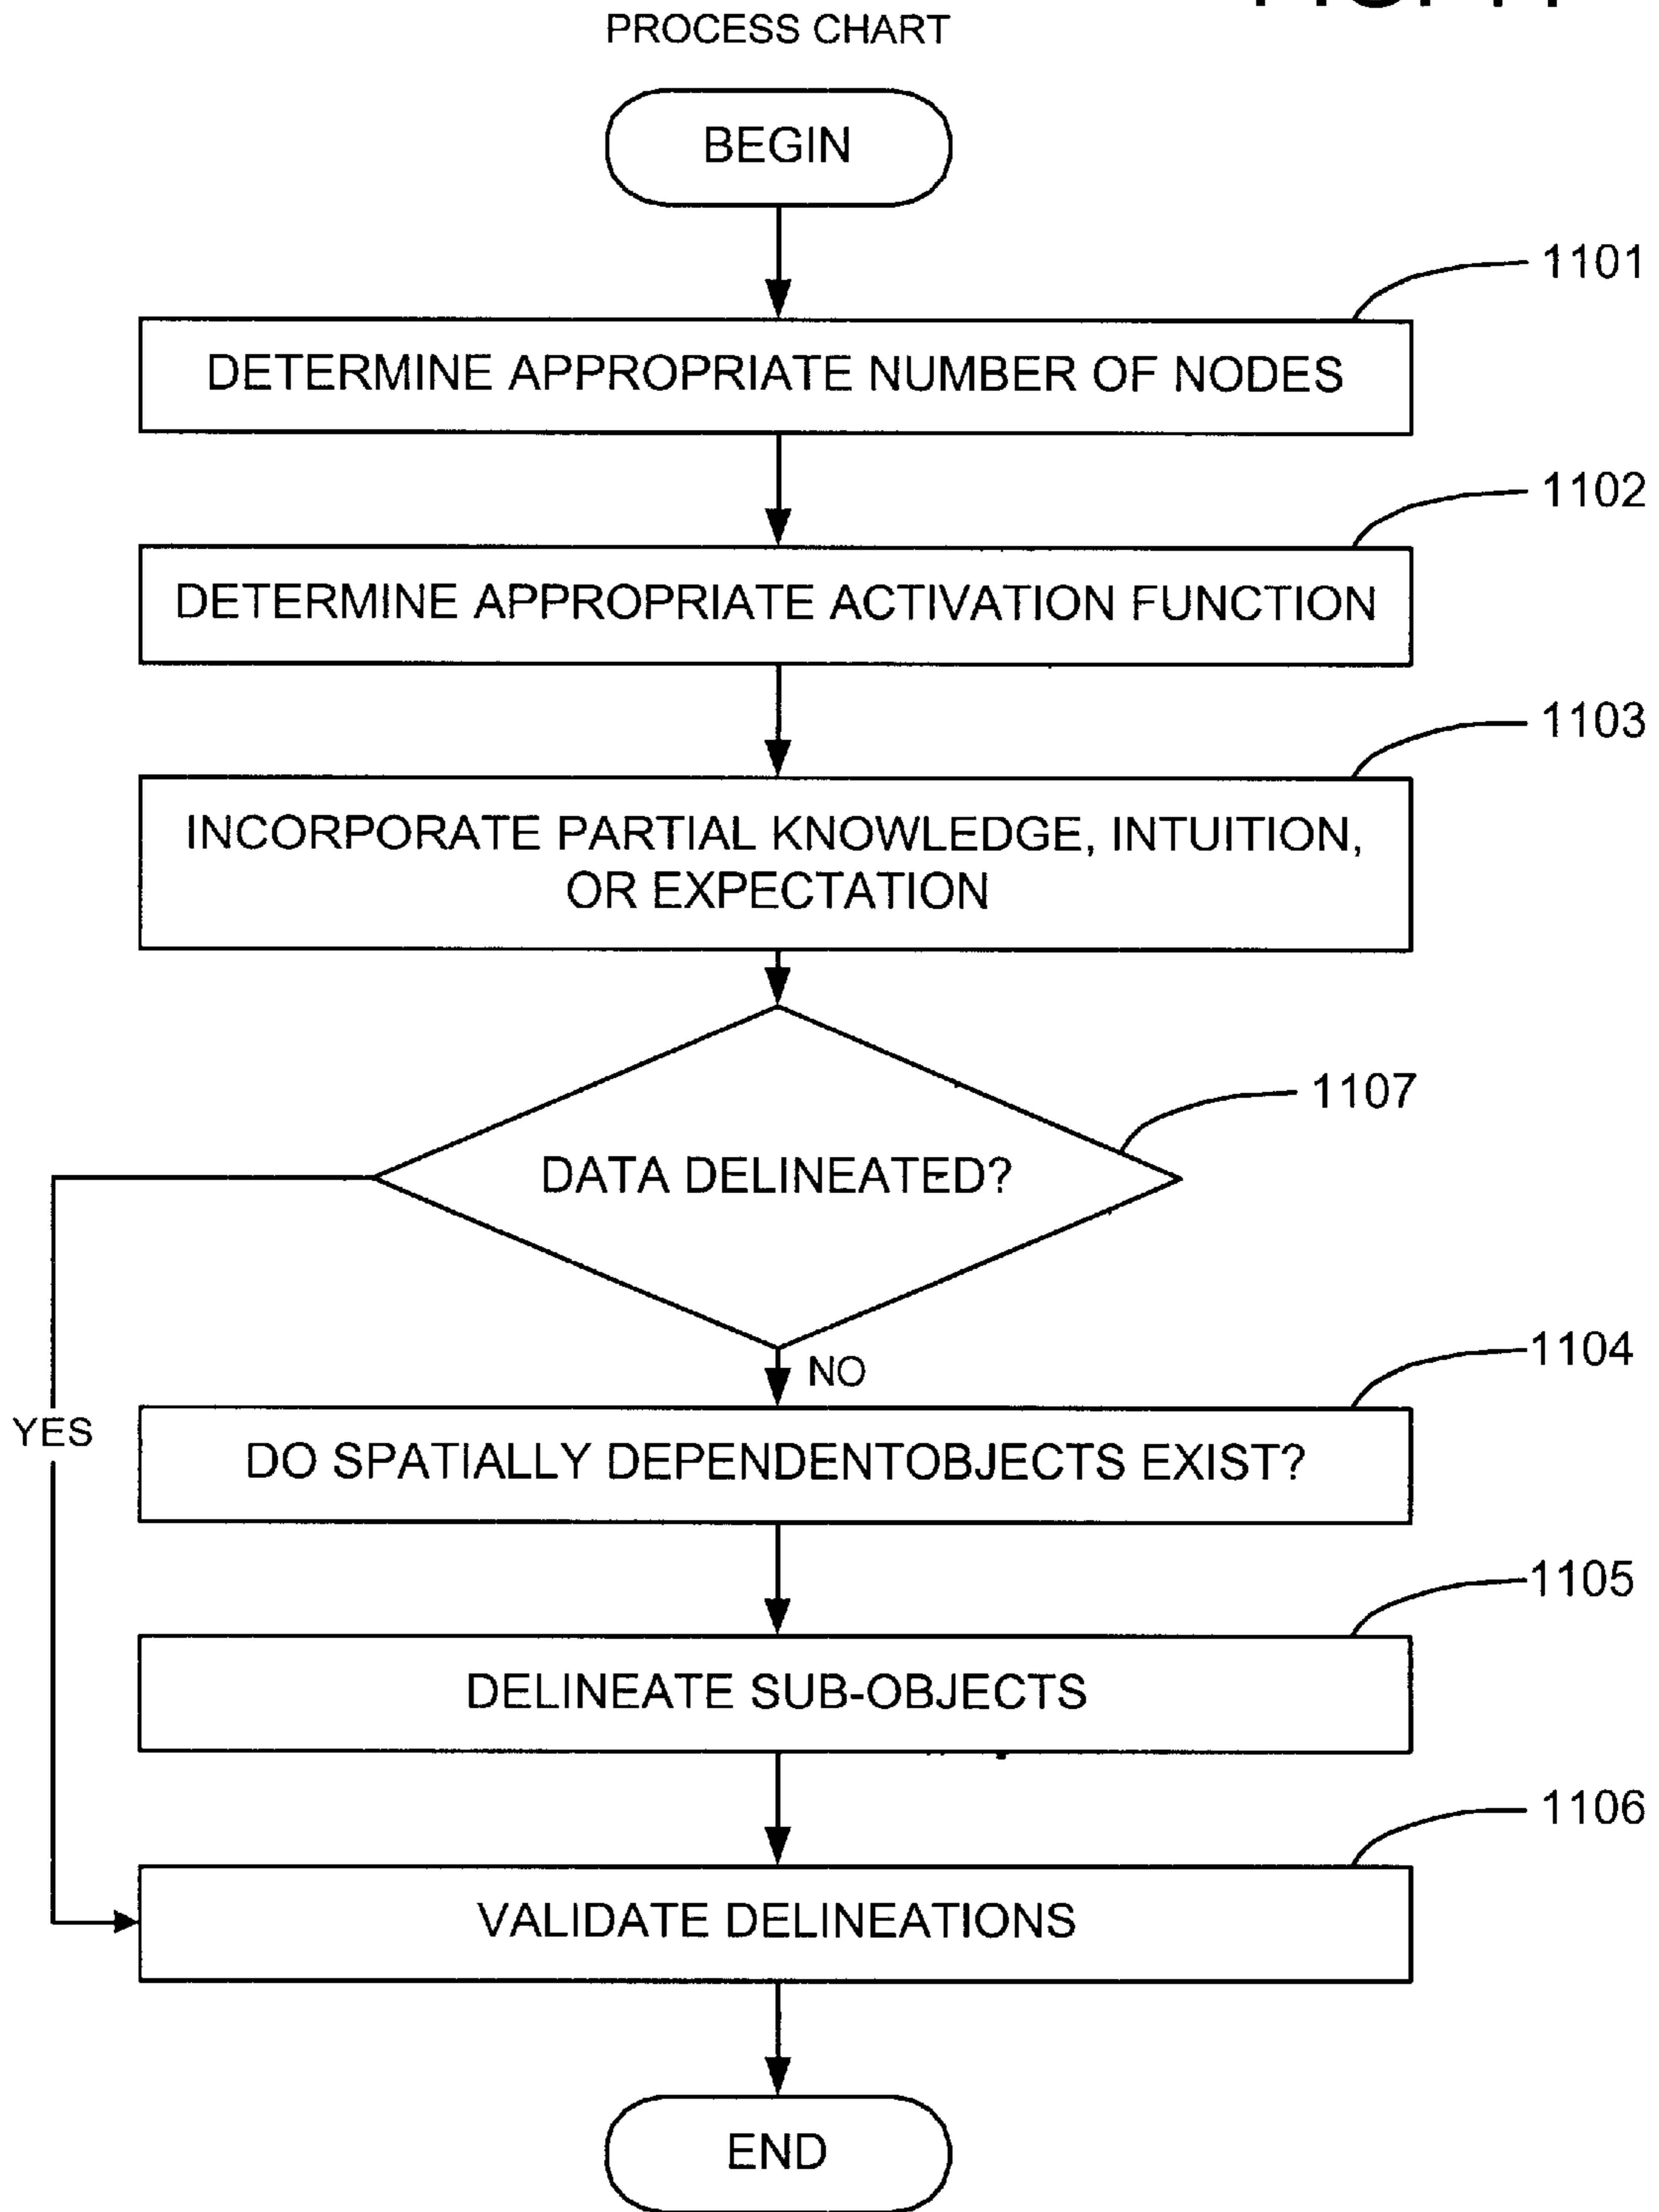 PROCESS CHART
BEGIN
1101
DETERMINE APPROPRIATE NUMBER OF NODES
1102
DETERMINE APPROPRIATE ACTIVATION FUNCTION
1103
INCORPORATE PARTIAL KNOWLEDGE, INTUITION,
OR EXPECTATION
1107
DATA DELINEATED?
NO
1104
YES
DO SPATIALLY DEPENDENTOBJECTS EXIST?
1105
DELINEATE SUB-OBJECTS
1106
VALIDATE DELINEATIONS
END